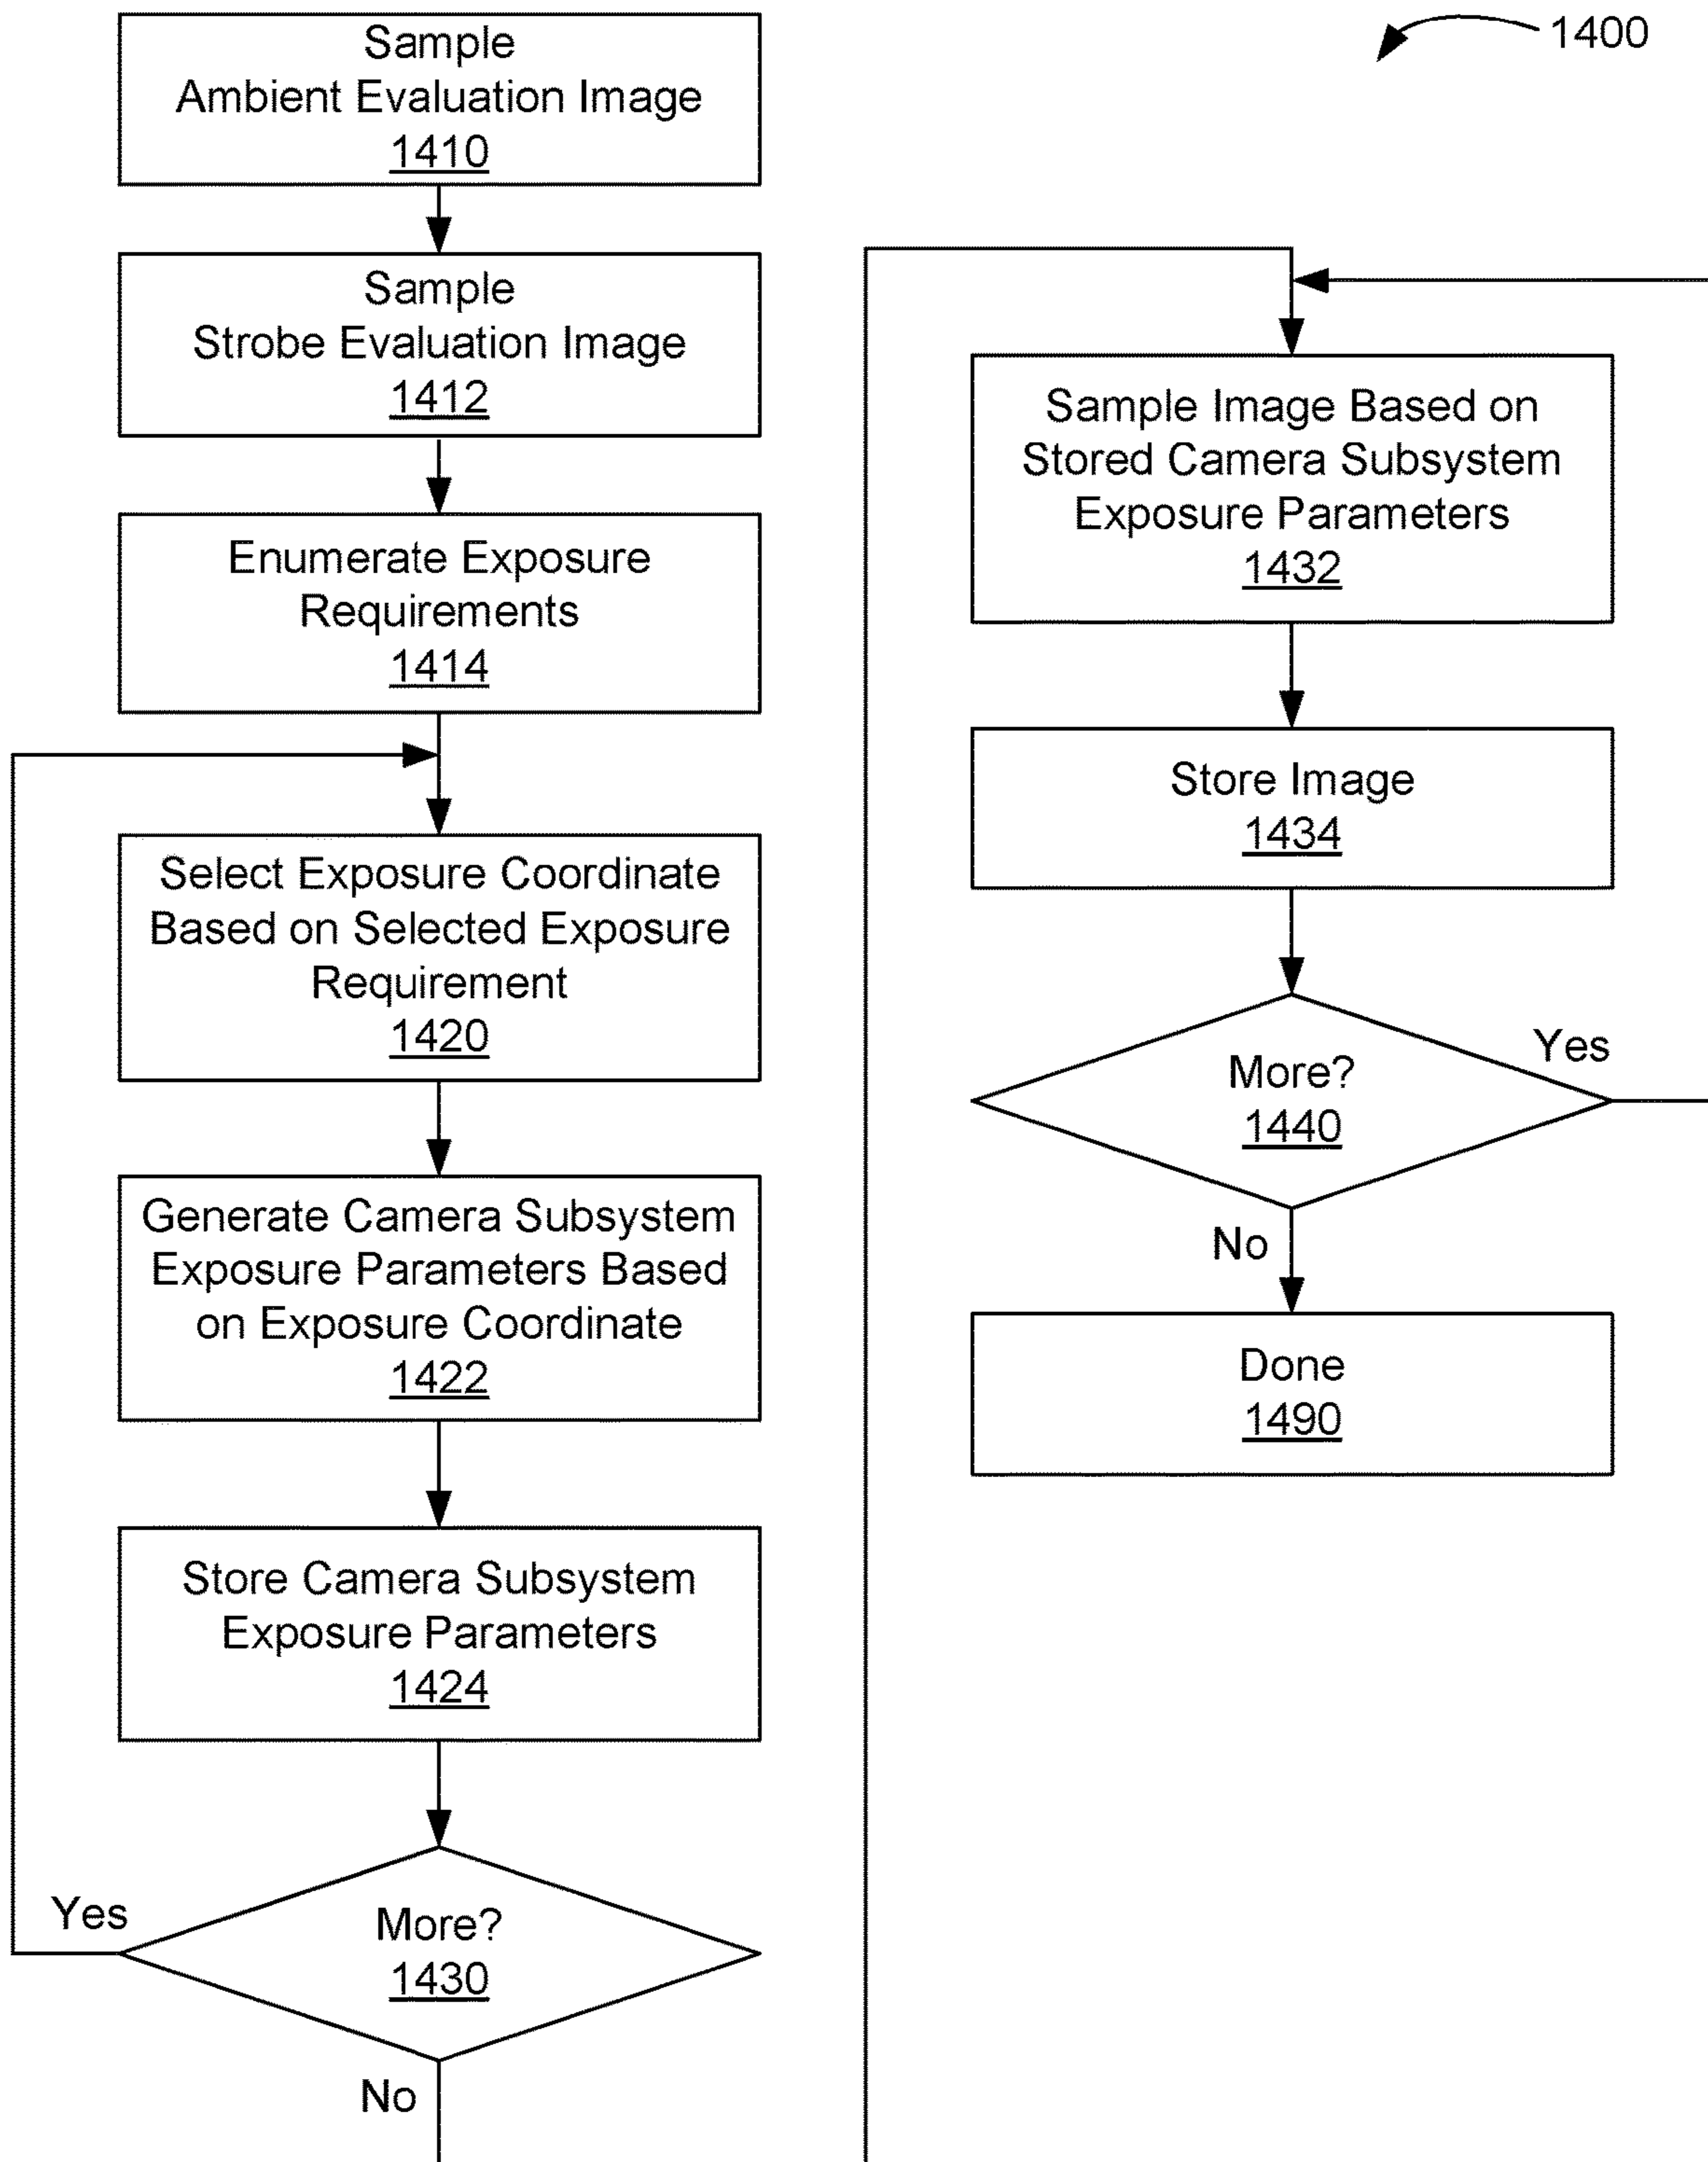 1400
Sample
Ambient Evaluation Image
1410
Sample
Strobe Evaluation Image
1412
Enumerate Exposure
Requirements
1414
Select Exposure Coordinate
Based on Selected Exposure
Requirement
1420
Generate Camera Subsystem
Exposure Parameters Based
on Exposure Coordinate
1422
Store Camera Subsystem
Exposure Parameters
1424
Yes
More?
1430
No
Sample Image Based on
Stored Camera Subsystem
Exposure Parameters
1432
Store Image
1434
Yes
More?
1440
No
Done
1490